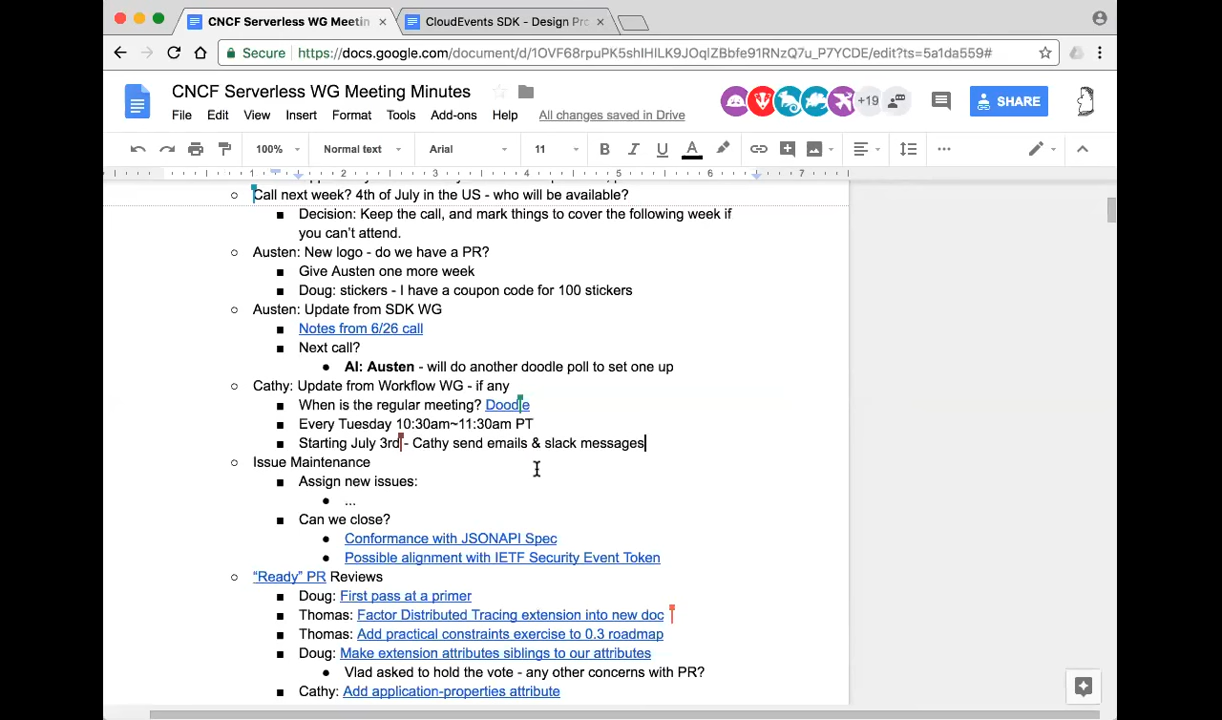 CNCF Serverless WG Meetin
CloudEvents SDK - Design Pro
Secure
https://docs.google.com/document/d/1OVF68rpuPK5shIHILK9JOqlZBbfe91RNzQ7u_P7YCDE/edit?ts=5a1da559#
CNCF Serverless WG Meeting Minutes
File Edit View Insert Format Tools Add-ons Help All changes saved in Drive
+19
SHARE
100% Normal text Arial 11 B I U A
1 1 2 3 4 5 6 7
Call next week? 4th of July in the US - who will be available?
Decision: Keep the call, and mark things to cover the following week if
you can't attend.
Austen: New logo - do we have a PR?
Give Austen one more week
Doug: stickers - I have a coupon code for 100 stickers
Austen: Update from SDK WG
Notes from 6/26 call
Next call?
AI: Austen - will do another doodle poll to set one up
Cathy: Update from Workflow WG - if any
When is the regular meeting? Doodle
Every Tuesday 10:30am~11:30am PT
Starting July 3rd - Cathy send emails & slack messages
Issue Maintenance
Assign new issues:
...
Can we close?
Conformance with JSONAPI Spec
Possible alignment with IETF Security Event Token
“Ready” PR Reviews
Doug: First pass at a primer
Thomas: Factor Distributed Tracing extension into new doc
Thomas: Add practical constraints exercise to 0.3 roadmap
Doug: Make extension attributes siblings to our attributes
Vlad asked to hold the vote - any other concerns with PR?
Cathy: Add application-properties attribute